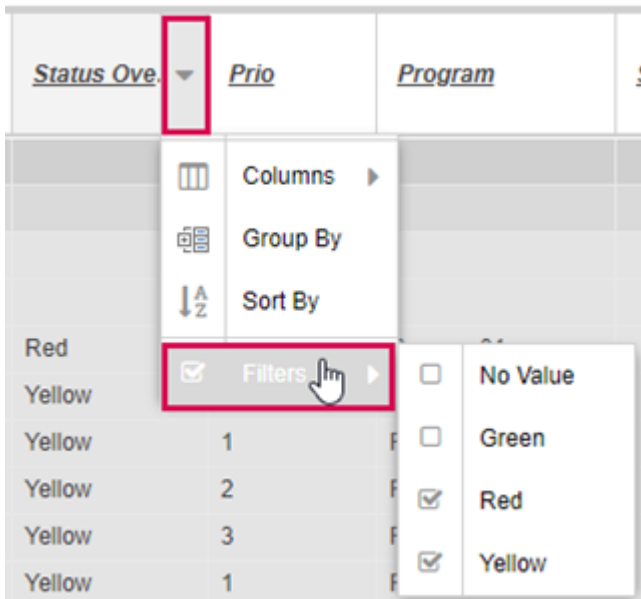 Status Ove. Prio Program
Columns
Group By
Sort By
Red
Filters
No Value
Yellow
Green
Yellow 1
Yellow 2
Red
Yellow 3
Yellow
Yellow 1